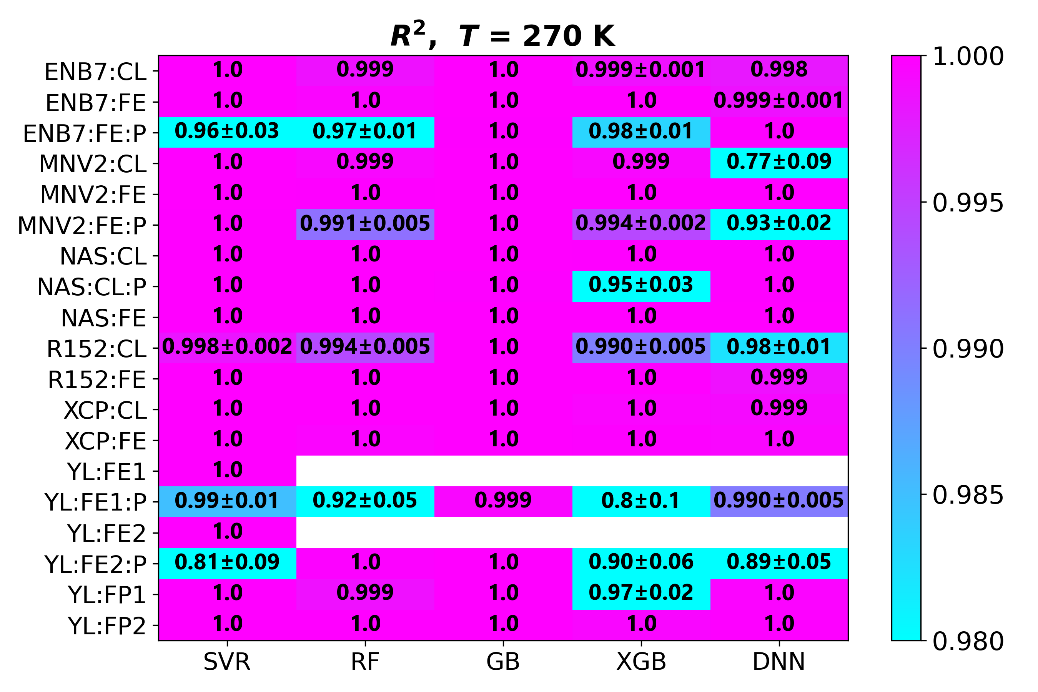 R², T = 270 K
ENB7:CL 1.0 0.999 1.0 0.999±0.001 0.998
ENB7:FE 1.0 1.0 1.0 1.0 0.999±0.001
ENB7:FE:P 0.96±0.03 0.97±0.01 1.0 0.98±0.01 1.0
MNV2:CL 1.0 0.999 1.0 0.999 0.77±0.09
MNV2:FE 1.0 1.0 1.0 1.0 1.0
MNV2:FE:P 1.0 0.991±0.005 1.0 0.994±0.002 0.93±0.02
NAS:CL 1.0 1.0 1.0 1.0 1.0
NAS:CL:P 1.0 1.0 1.0 0.95±0.03 1.0
NAS:FE 1.0 1.0 1.0 1.0 1.0
R152:CL 0.998±0.002 0.994±0.005 1.0 0.990±0.005 0.98±0.01
R152:FE 1.0 1.0 1.0 1.0 0.999
XCP:CL 1.0 1.0 1.0 1.0 0.999
XCP:FE 1.0 1.0 1.0 1.0 1.0
YL:FE1 1.0
YL:FE1:P 0.99±0.01 0.92±0.05 0.999 0.8±0.1 0.990±0.005
YL:FE2 1.0
YL:FE2:P 0.81±0.09 1.0 1.0 0.90±0.06 0.89±0.05
YL:FP1 1.0 0.999 1.0 0.97±0.02 1.0
YL:FP2 1.0 1.0 1.0 1.0 1.0
SVR RF GB XGB DNN
1.000
0.995
0.990
0.985
0.980